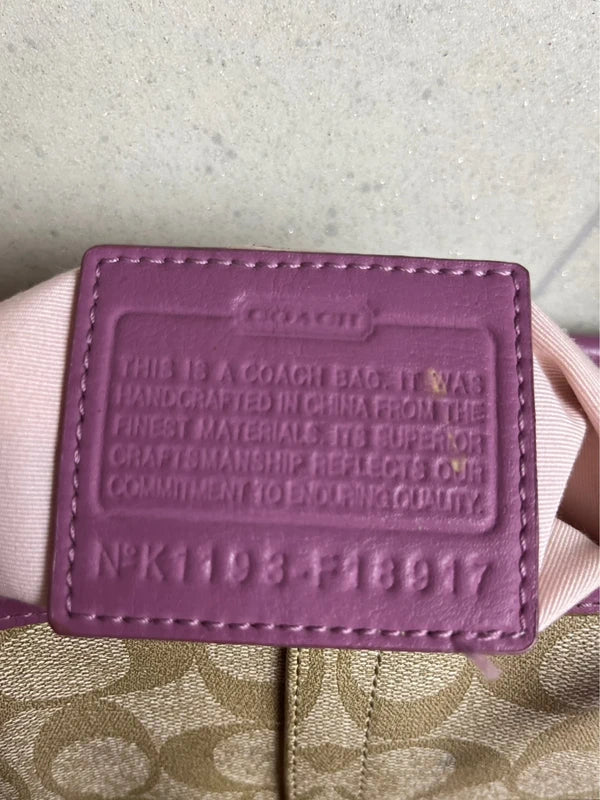 COACH
THIS IS A COACH BAG. IT WAS
HANDCRAFTED IN CHINA FROM THE
FINEST MATERIALS. ITS SUPERIOR
CRAFTSMANSHIP REFLECTS OUR
COMMITMENT TO ENDURING QUALITY.
NºK1193-F18917